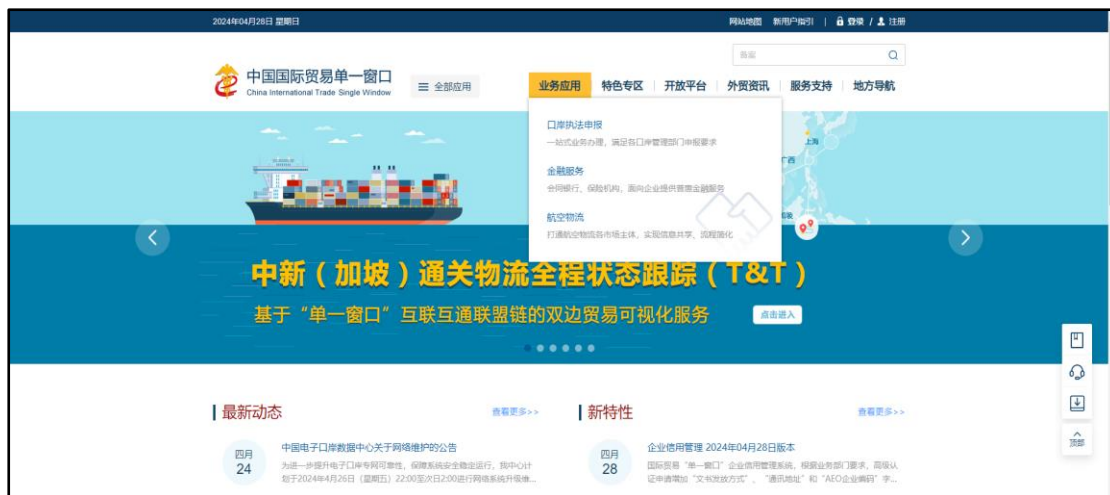 2024年04月28日 星期日
网站地图 新用户指引 | 登录 / 注册
搜索
中国国际贸易单一窗口
China International Trade Single Window
全部应用
业务应用 特色专区 开放平台 外贸资讯 服务支持 地方导航
口岸执法申报
一站式业务办理，满足各口岸管理部门申报要求
金融服务
合同银行、保险机构，面向企业提供普惠金融服务
航空物流
打通航空物流各市场主体，实现信息共享、流程简化
上海
广西
中新（加坡）通关物流全程状态跟踪（T&T）
基于“单一窗口”互联互通联盟链的双边贸易可视化服务
点击进入
顶部
最新动态
查看更多>>
四月
24
中国电子口岸数据中心关于网络维护的公告
为进一步提升电子口岸专网可靠性，保障系统安全稳定运行，我中心计
划于2024年4月26日（星期五）22:00至次日2:00进行网络系统升级维...
新特性
查看更多>>
四月
28
企业信用管理 2024年04月28日版本
国际贸易“单一窗口”企业信用管理系统，根据业务部门要求，高级认
证申请增加“文书发放方式”、“通讯地址”和“AEO企业编码”字...